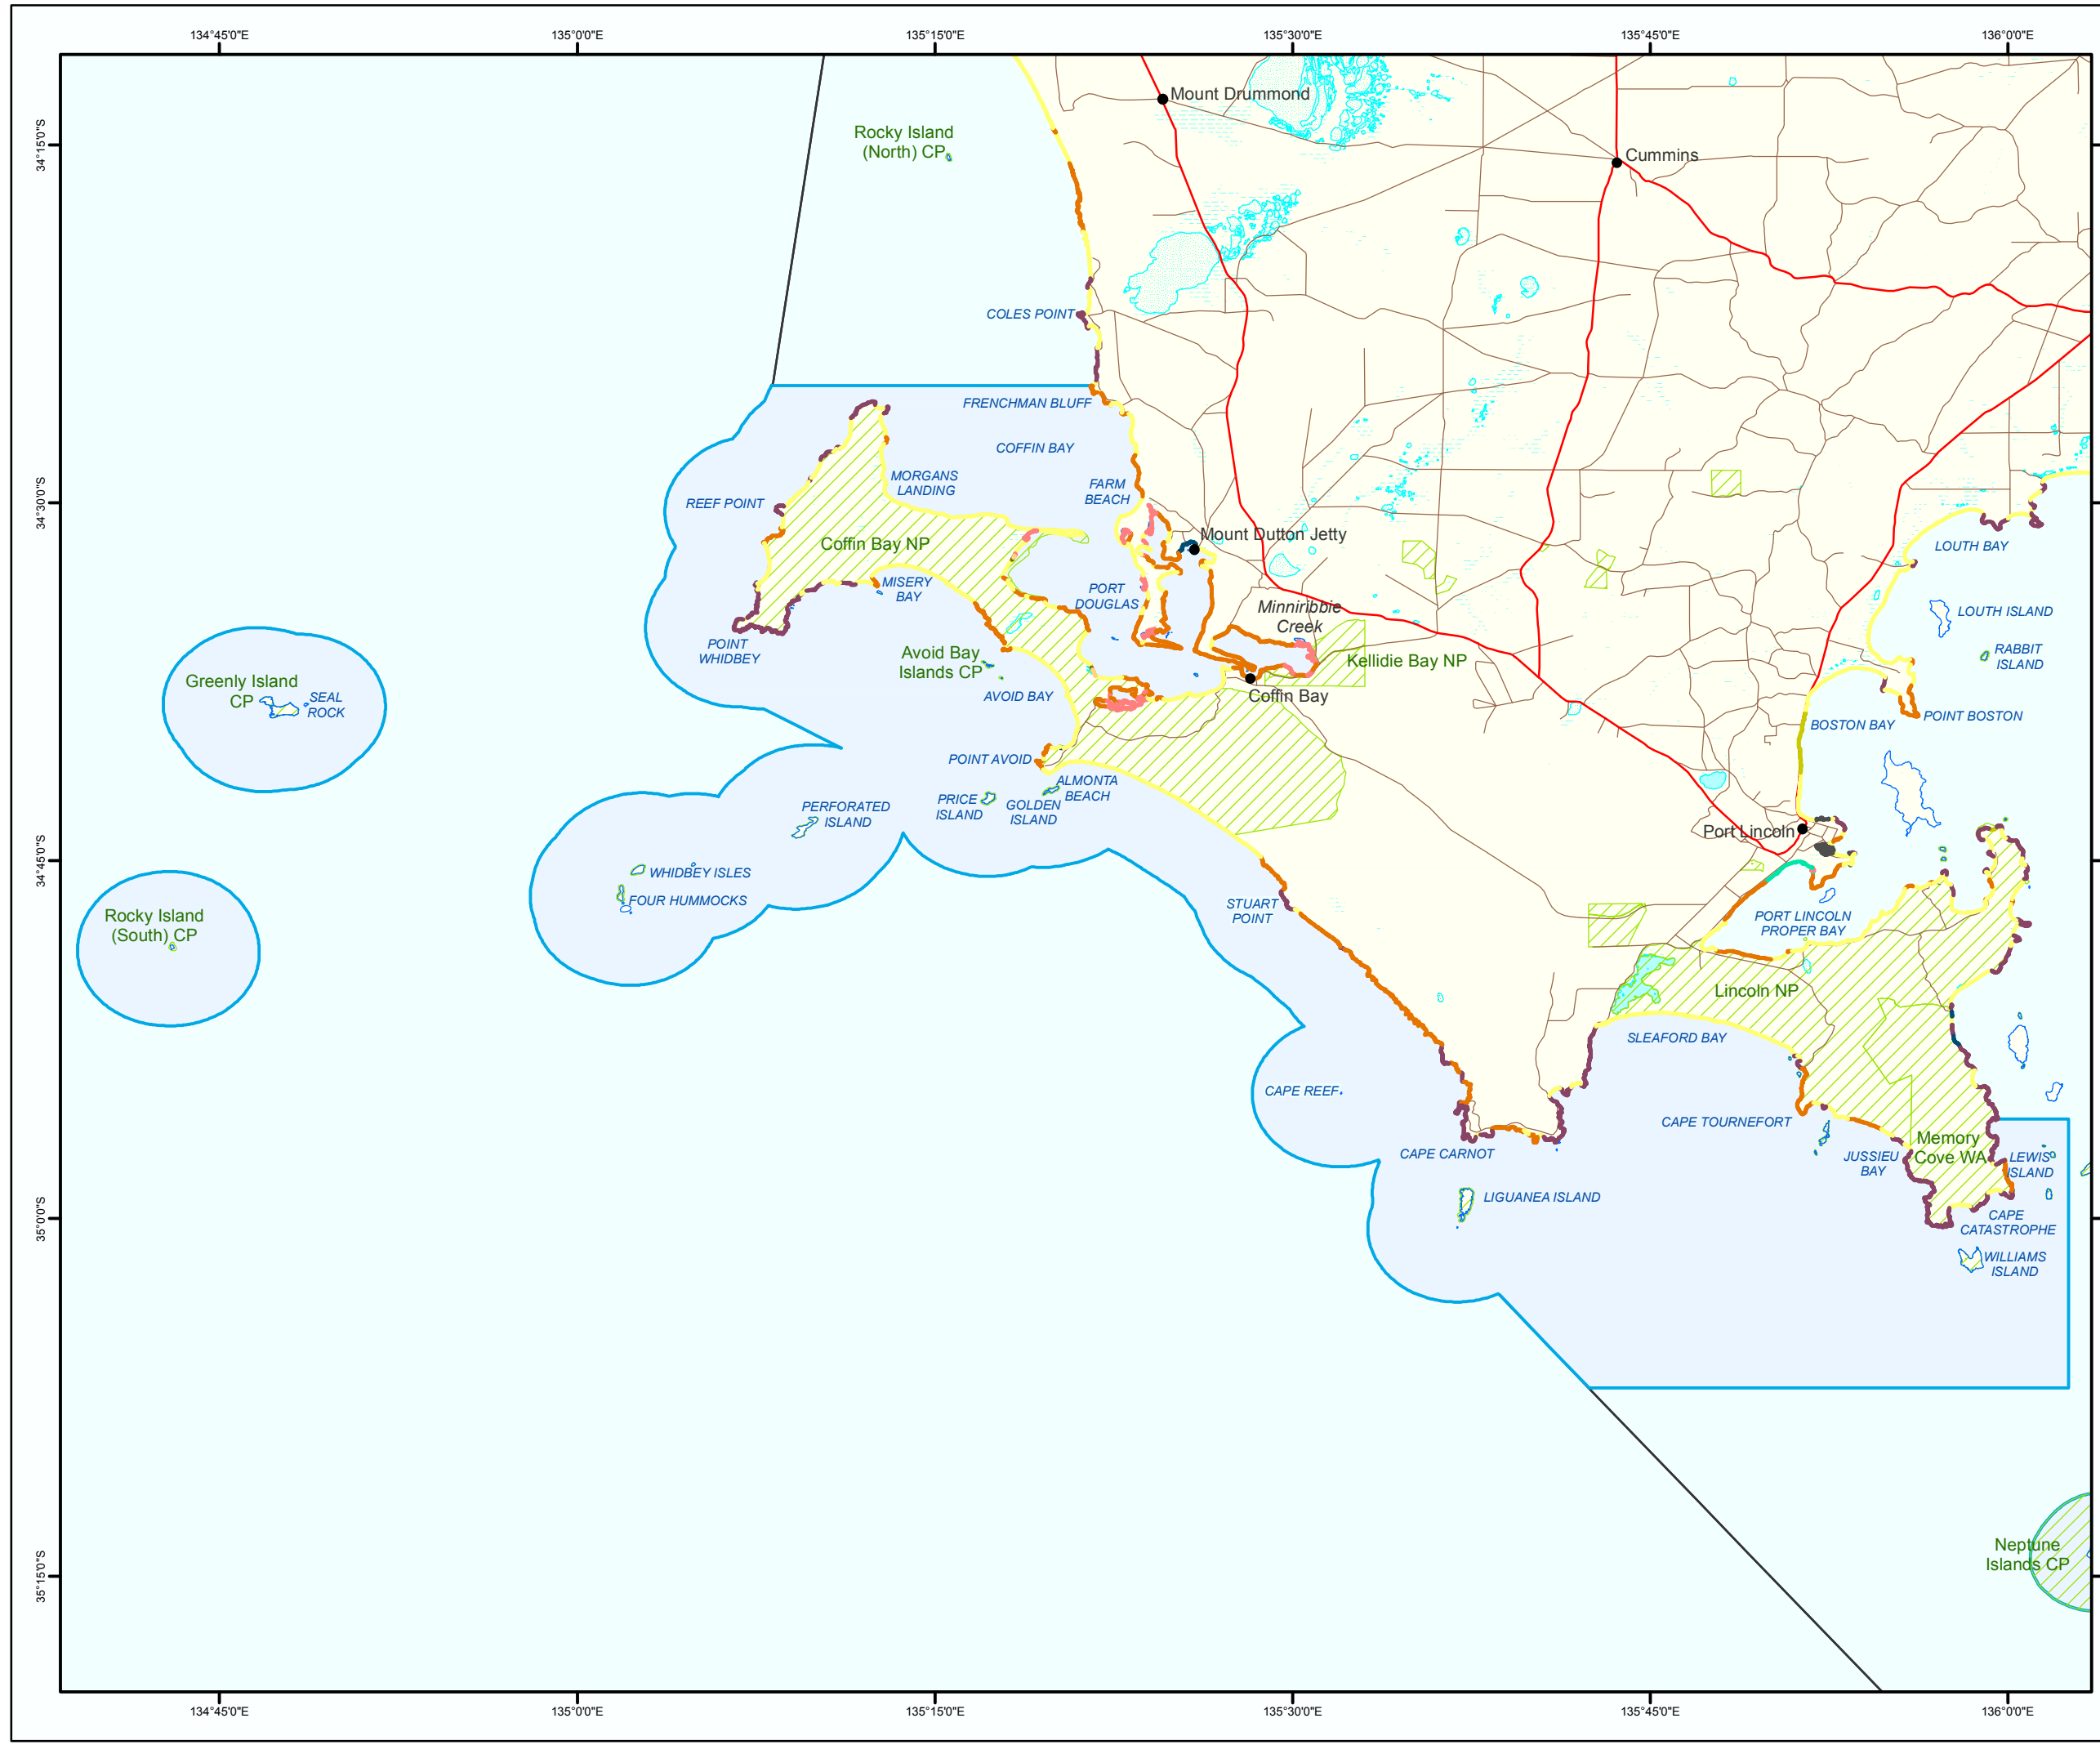 134°45'0"E
135°0'0"E
135°15'0"E
135°30'0"E
135°45'0"E
136°0'0"E
34°15'0"S
34°30'0"S
34°45'0"S
35°0'0"S
35°15'0"S
Mount Drummond
Rocky Island
(North) CP
Cummins
COLES POINT
FRENCHMAN BLUFF
COFFIN BAY
MORGANS
LANDING
FARM
BEACH
REEF POINT
Coffin Bay NP
Mount Dutton Jetty
LOUTH BAY
MISERY
BAY
PORT
DOUGLAS
Minniribbie
Creek
LOUTH ISLAND
POINT
WHIDBEY
Avoid Bay
Islands CP
Kellidie Bay NP
RABBIT
ISLAND
Greenly Island
CP
SEAL
ROCK
AVOID BAY
Coffin Bay
BOSTON BAY
POINT BOSTON
POINT AVOID
ALMONTA
BEACH
PRICE
ISLAND
GOLDEN
ISLAND
PERFORATED
ISLAND
Port Lincoln
WHIDBEY ISLES
FOUR HUMMOCKS
STUART
POINT
Rocky Island
(South) CP
PORT LINCOLN
PROPER BAY
Lincoln NP
SLEAFORD BAY
CAPE REEF
CAPE TOURNEFORT
CAPE CARNOT
JUSSIEU
BAY
Memory
Cove WA
LEWIS
ISLAND
LIGUANEA ISLAND
CAPE
CATASTROPHE
WILLIAMS
ISLAND
Neptune
Islands CP
134°45'0"E
135°0'0"E
135°15'0"E
135°30'0"E
135°45'0"E
136°0'0"E